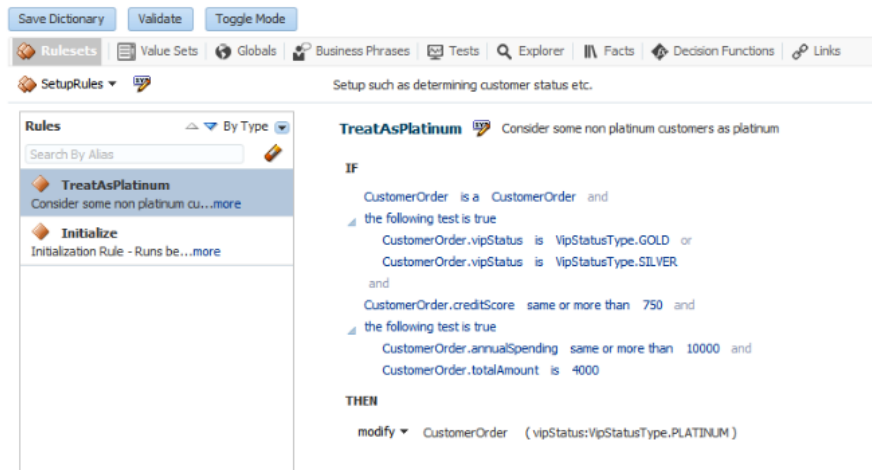 Save Dictionary Validate Toggle Mode
Rulesets Value Sets Globals Business Phrases Tests Explorer Facts Decision Functions Links
SetupRules Setup such as determining customer status etc.
Rules By Type
Search By Alias
TreatAsPlatinum
Consider some non platinum cu...more
Initialize
Initialization Rule - Runs be...more
TreatAsPlatinum Consider some non platinum customers as platinum
IF
CustomerOrder is a CustomerOrder and
the following test is true
CustomerOrder.vipStatus is VipStatusType.GOLD or
CustomerOrder.vipStatus is VipStatusType.SILVER
and
CustomerOrder.creditScore same or more than 750 and
the following test is true
CustomerOrder.annualSpending same or more than 10000 and
CustomerOrder.totalAmount is 4000
THEN
modify CustomerOrder ( vipStatus:VipStatusType.PLATINUM )